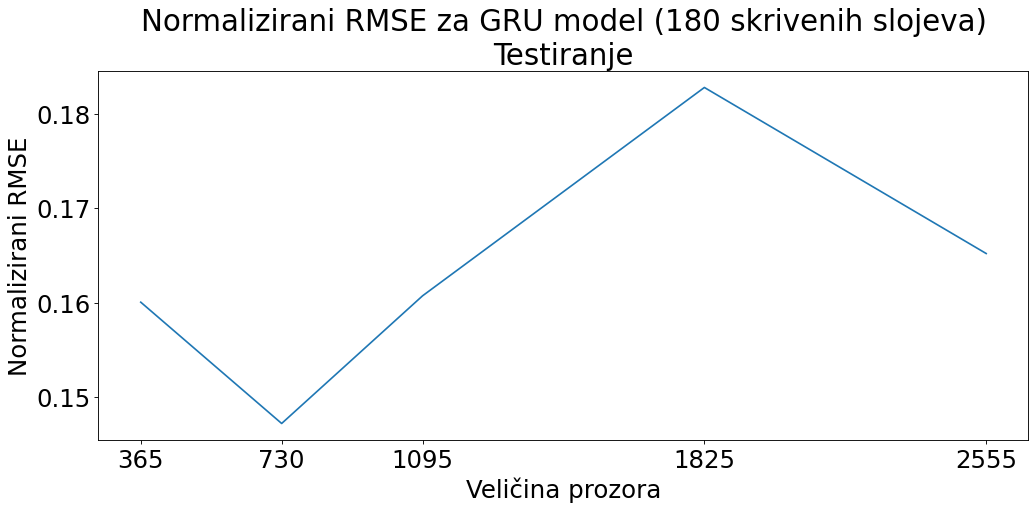 Normalizirani RMSE za GRU model (180 skrivenih slojeva)
Testiranje
Normalizirani RMSE
0.18
0.17
0.16
0.15
365 730 1095 1825 2555
Veličina prozora